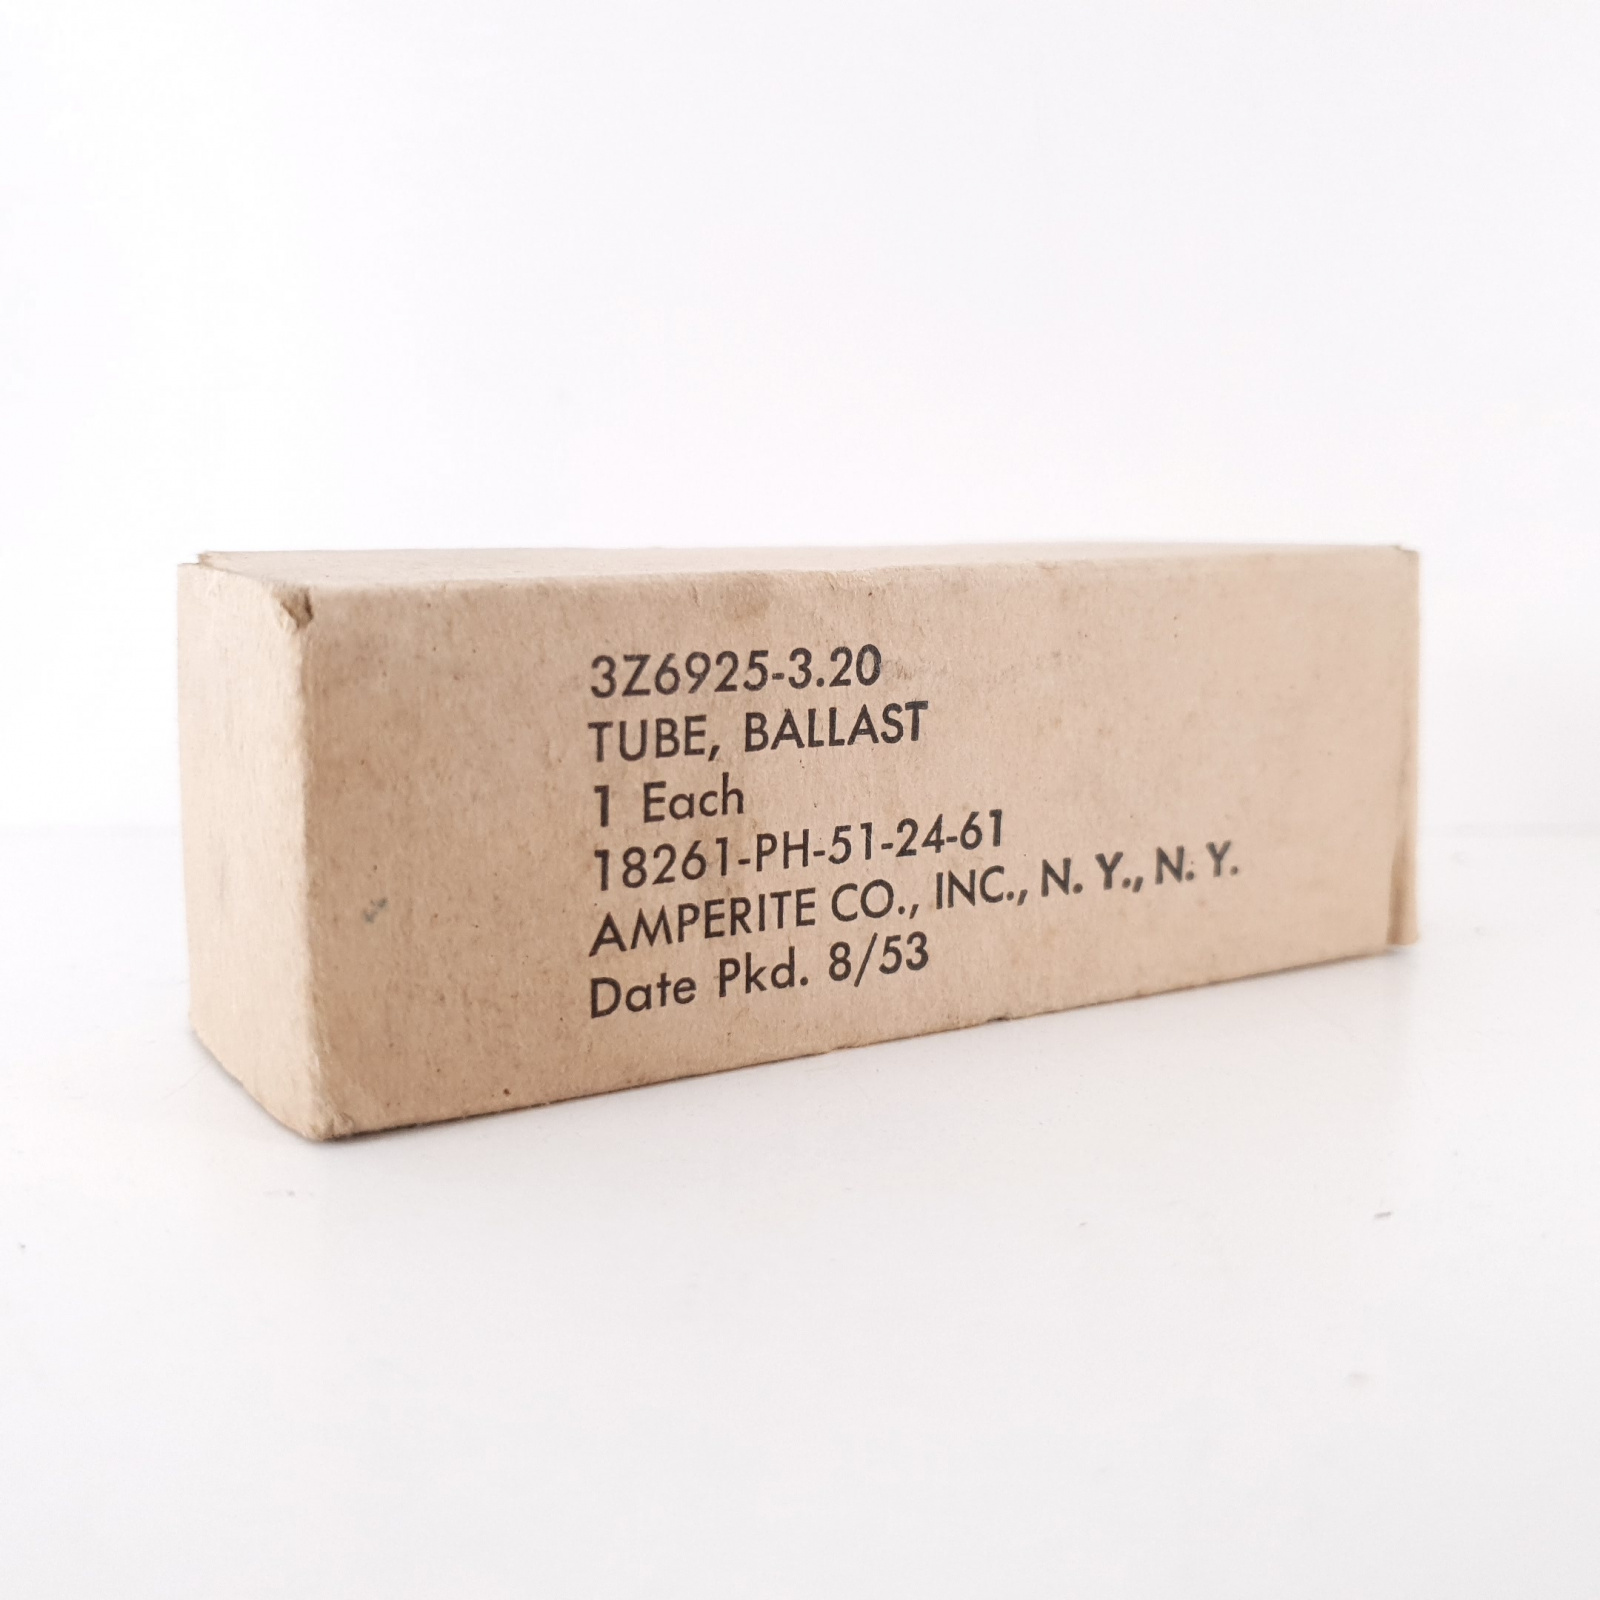 3Z6925-3.20
TUBE, BALLAST
1 Each
18261-PH-51-24-61
AMPERITE CO., INC., N. Y., N. Y.
Date Pkd. 8/53